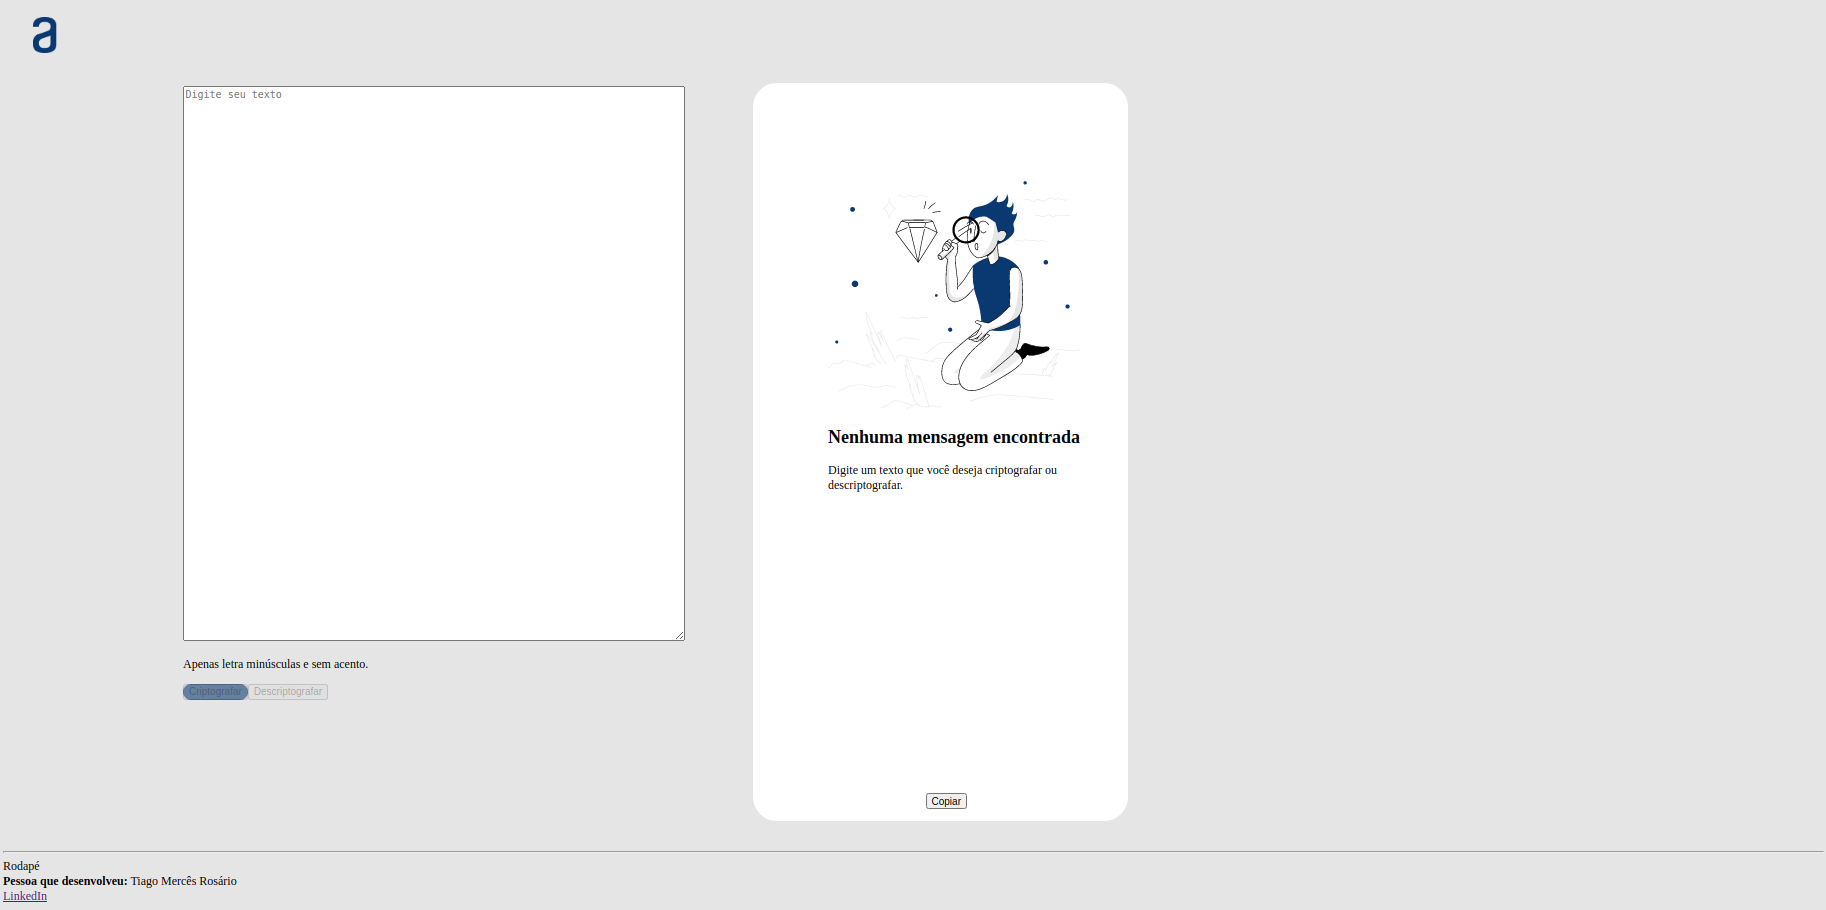 a
Digite seu texto
Nenhuma mensagem encontrada
Digite um texto que você deseja criptografar ou
descriptografar.
Apenas letra minúsculas e sem acento.
Criptografar Descriptografar
Copiar
Rodapé
Pessoa que desenvolveu: Tiago Mercês Rosário
LinkedIn